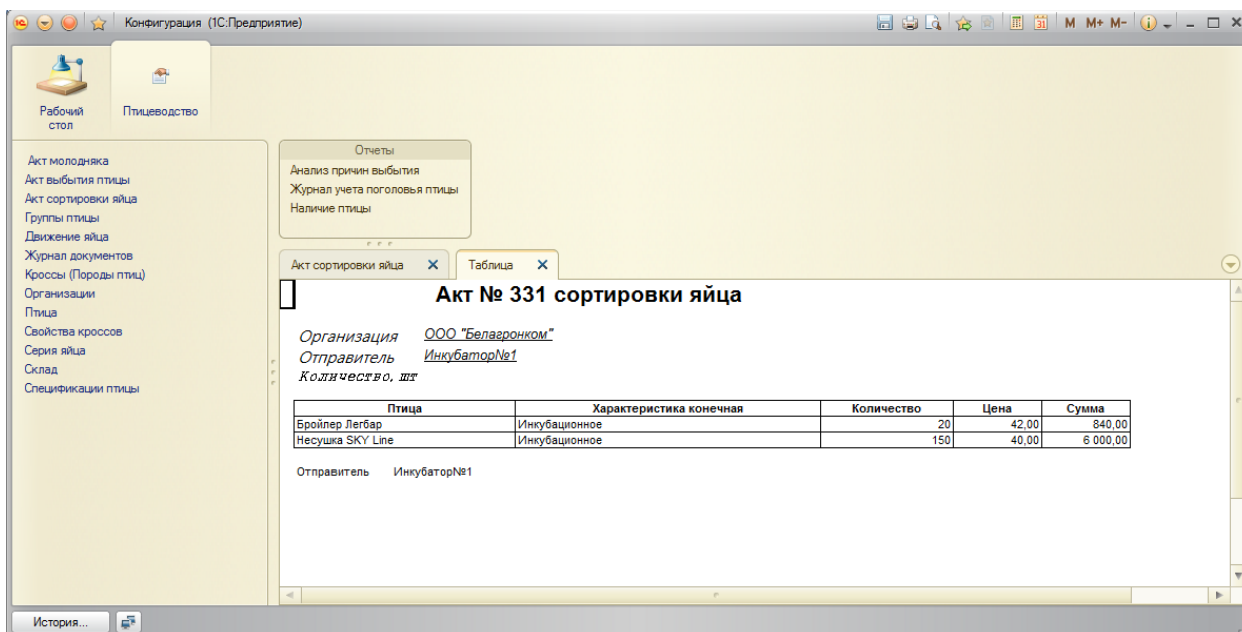 Конфигурация (1С:Предприятие)
31 M M+ M-
Рабочий стол
Птицеводство
Акт молодняка
Акт выбытия птицы
Акт сортировки яйца
Группы птицы
Движение яйца
Журнал документов
Кроссы (Породы птиц)
Организации
Птица
Свойства кроссов
Серия яйца
Склад
Спецификации птицы
Отчеты
Анализ причин выбытия
Журнал учета поголовья птицы
Наличие птицы
Акт сортировки яйца Таблица
Акт № 331 сортировки яйца
Организация ООО "Белагронком"
Отправитель Инкубатор№1
Количество, шт
Птица Характеристика конечная Количество Цена Сумма
Бройлер Легбар Инкубационное 20 42,00 840,00
Несушка SKY Line Инкубационное 150 40,00 6 000,00
Отправитель Инкубатор№1
История...